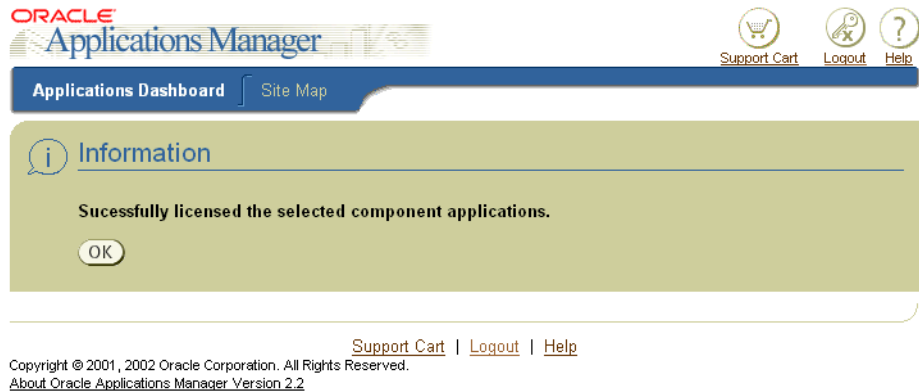 ORACLE
Applications Manager
Support Cart Logout Help
Applications Dashboard Site Map
i Information
Sucessfully licensed the selected component applications.
OK
Support Cart | Logout | Help
Copyright © 2001, 2002 Oracle Corporation. All Rights Reserved.
About Oracle Applications Manager Version 2.2